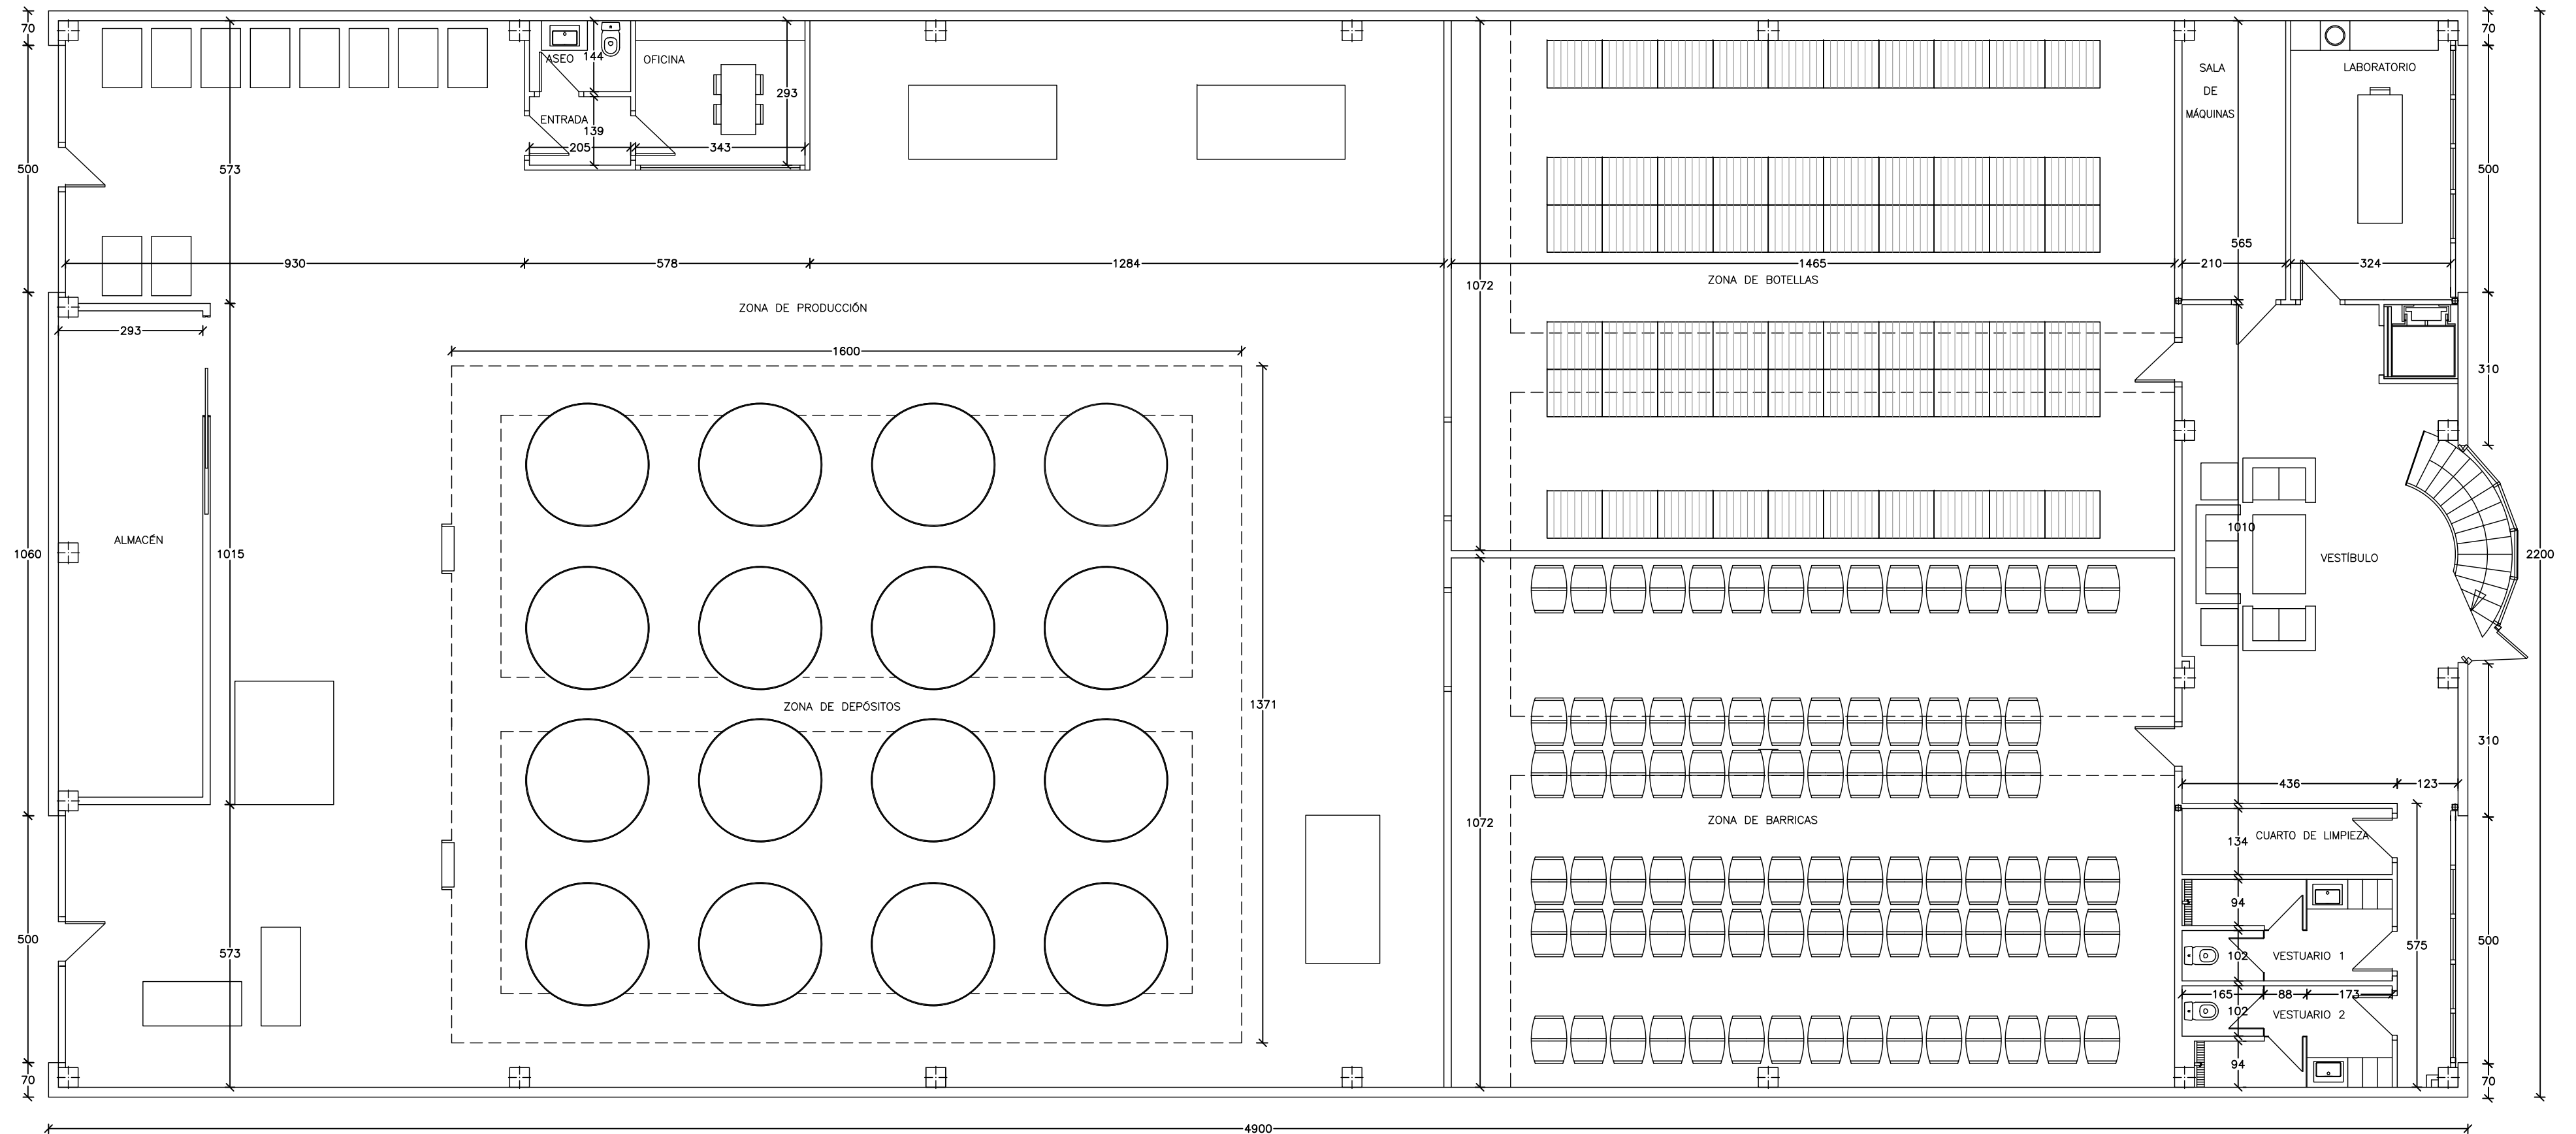 70
500
1060
500
70
573
1015
573
930
578
1284
293
ALMACÉN
ASEO
144
ENTRADA
139
205
OFICINA
293
343
ZONA DE PRODUCCIÓN
1600
1371
ZONA DE DEPÓSITOS
1072
1465
ZONA DE BOTELLAS
1072
ZONA DE BARRICAS
SALA
DE
MÁQUINAS
565
210
LABORATORIO
324
1010
VESTÍBULO
436
123
CUARTO DE LIMPIEZA
134
94
102
VESTUARIO 1
575
165
88
173
102
VESTUARIO 2
94
70
500
310
310
500
70
2200
4900